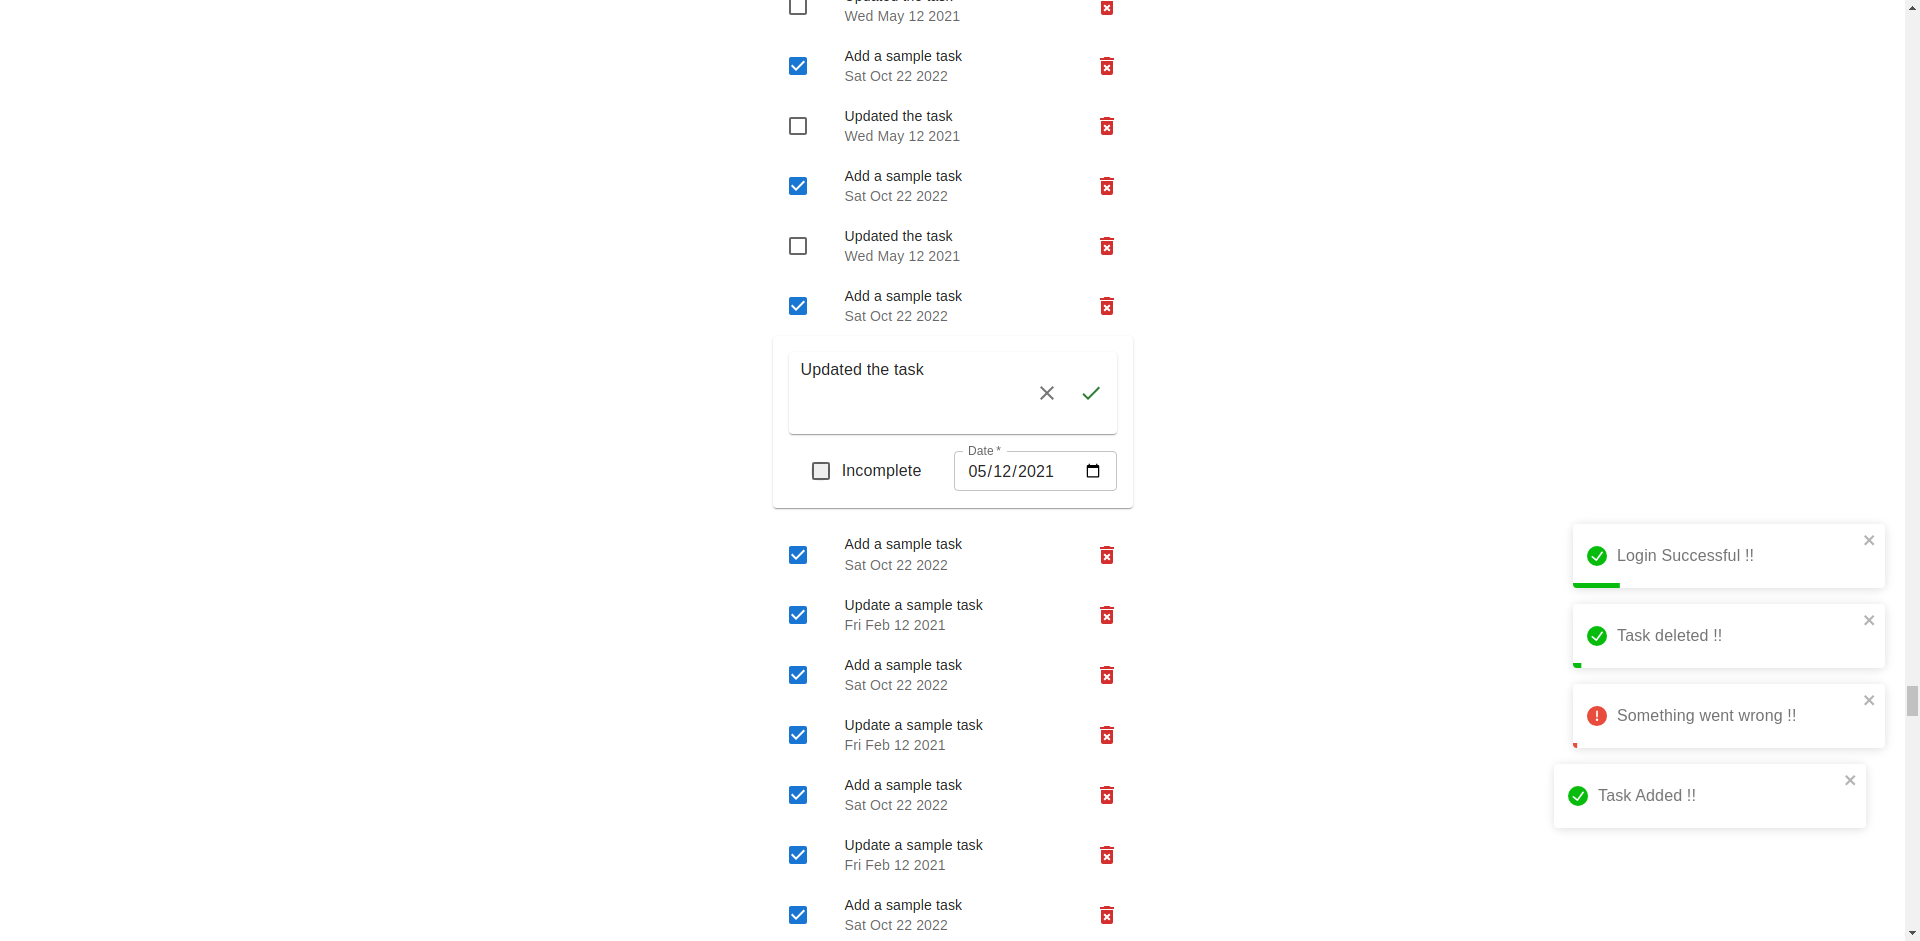 Updated the task
Wed May 12 2021
Add a sample task
Sat Oct 22 2022
Updated the task
Wed May 12 2021
Add a sample task
Sat Oct 22 2022
Updated the task
Wed May 12 2021
Add a sample task
Sat Oct 22 2022
Updated the task
Incomplete
Date *
05/12/2021
Add a sample task
Sat Oct 22 2022
Update a sample task
Fri Feb 12 2021
Add a sample task
Sat Oct 22 2022
Update a sample task
Fri Feb 12 2021
Add a sample task
Sat Oct 22 2022
Update a sample task
Fri Feb 12 2021
Add a sample task
Sat Oct 22 2022
Login Successful !!
Task deleted !!
Something went wrong !!
Task Added !!